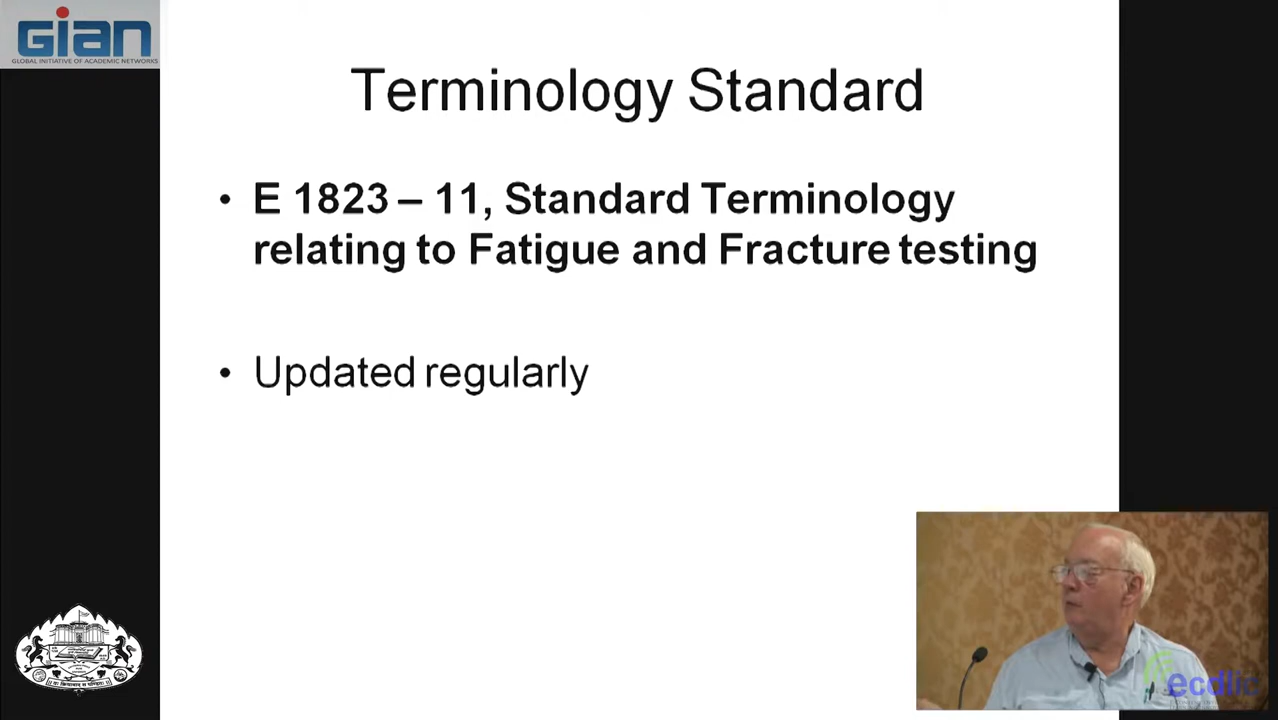 GIAN
GLOBAL INITIATIVE OF ACADEMIC NETWORKS
Terminology Standard
• E 1823 – 11, Standard Terminology
relating to Fatigue and Fracture testing
• Updated regularly
ecdlic